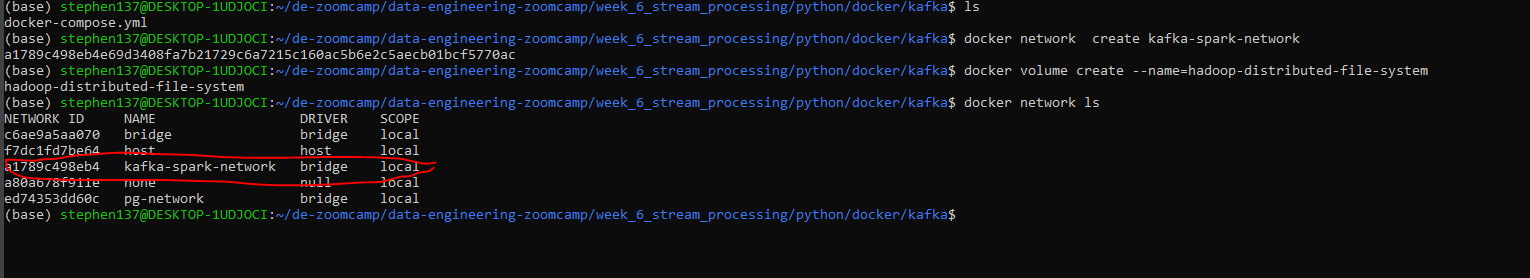 (base) stephen137@DESKTOP-1UDJOCI:~/de-zoomcamp/data-engineering-zoomcamp/week_6_stream_processing/python/docker/kafka$ ls
docker-compose.yml
(base) stephen137@DESKTOP-1UDJOCI:~/de-zoomcamp/data-engineering-zoomcamp/week_6_stream_processing/python/docker/kafka$ docker network  create kafka-spark-network
a1789c498eb4e69d3408fa7b21729c6a7215c160ac5b6e2c5aecb01bcf5770ac
(base) stephen137@DESKTOP-1UDJOCI:~/de-zoomcamp/data-engineering-zoomcamp/week_6_stream_processing/python/docker/kafka$ docker volume create --name=hadoop-distributed-file-system
hadoop-distributed-file-system
(base) stephen137@DESKTOP-1UDJOCI:~/de-zoomcamp/data-engineering-zoomcamp/week_6_stream_processing/python/docker/kafka$ docker network ls
NETWORK ID     NAME                  DRIVER    SCOPE
c6ae9a5aa070   bridge                bridge    local
f7dc1fd7be64   host                  host      local
a1789c498eb4   kafka-spark-network   bridge    local
a80a678f911e   none                  null      local
ed74353dd60c   pg-network            bridge    local
(base) stephen137@DESKTOP-1UDJOCI:~/de-zoomcamp/data-engineering-zoomcamp/week_6_stream_processing/python/docker/kafka$